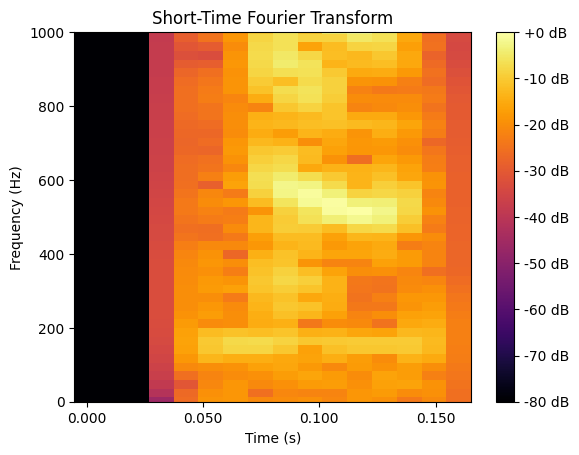 Short-Time Fourier Transform
1000
800
600
400
200
0
Frequency (Hz)
0.000
0.050
0.100
0.150
Time (s)
+0 dB
-10 dB
-20 dB
-30 dB
-40 dB
-50 dB
-60 dB
-70 dB
-80 dB